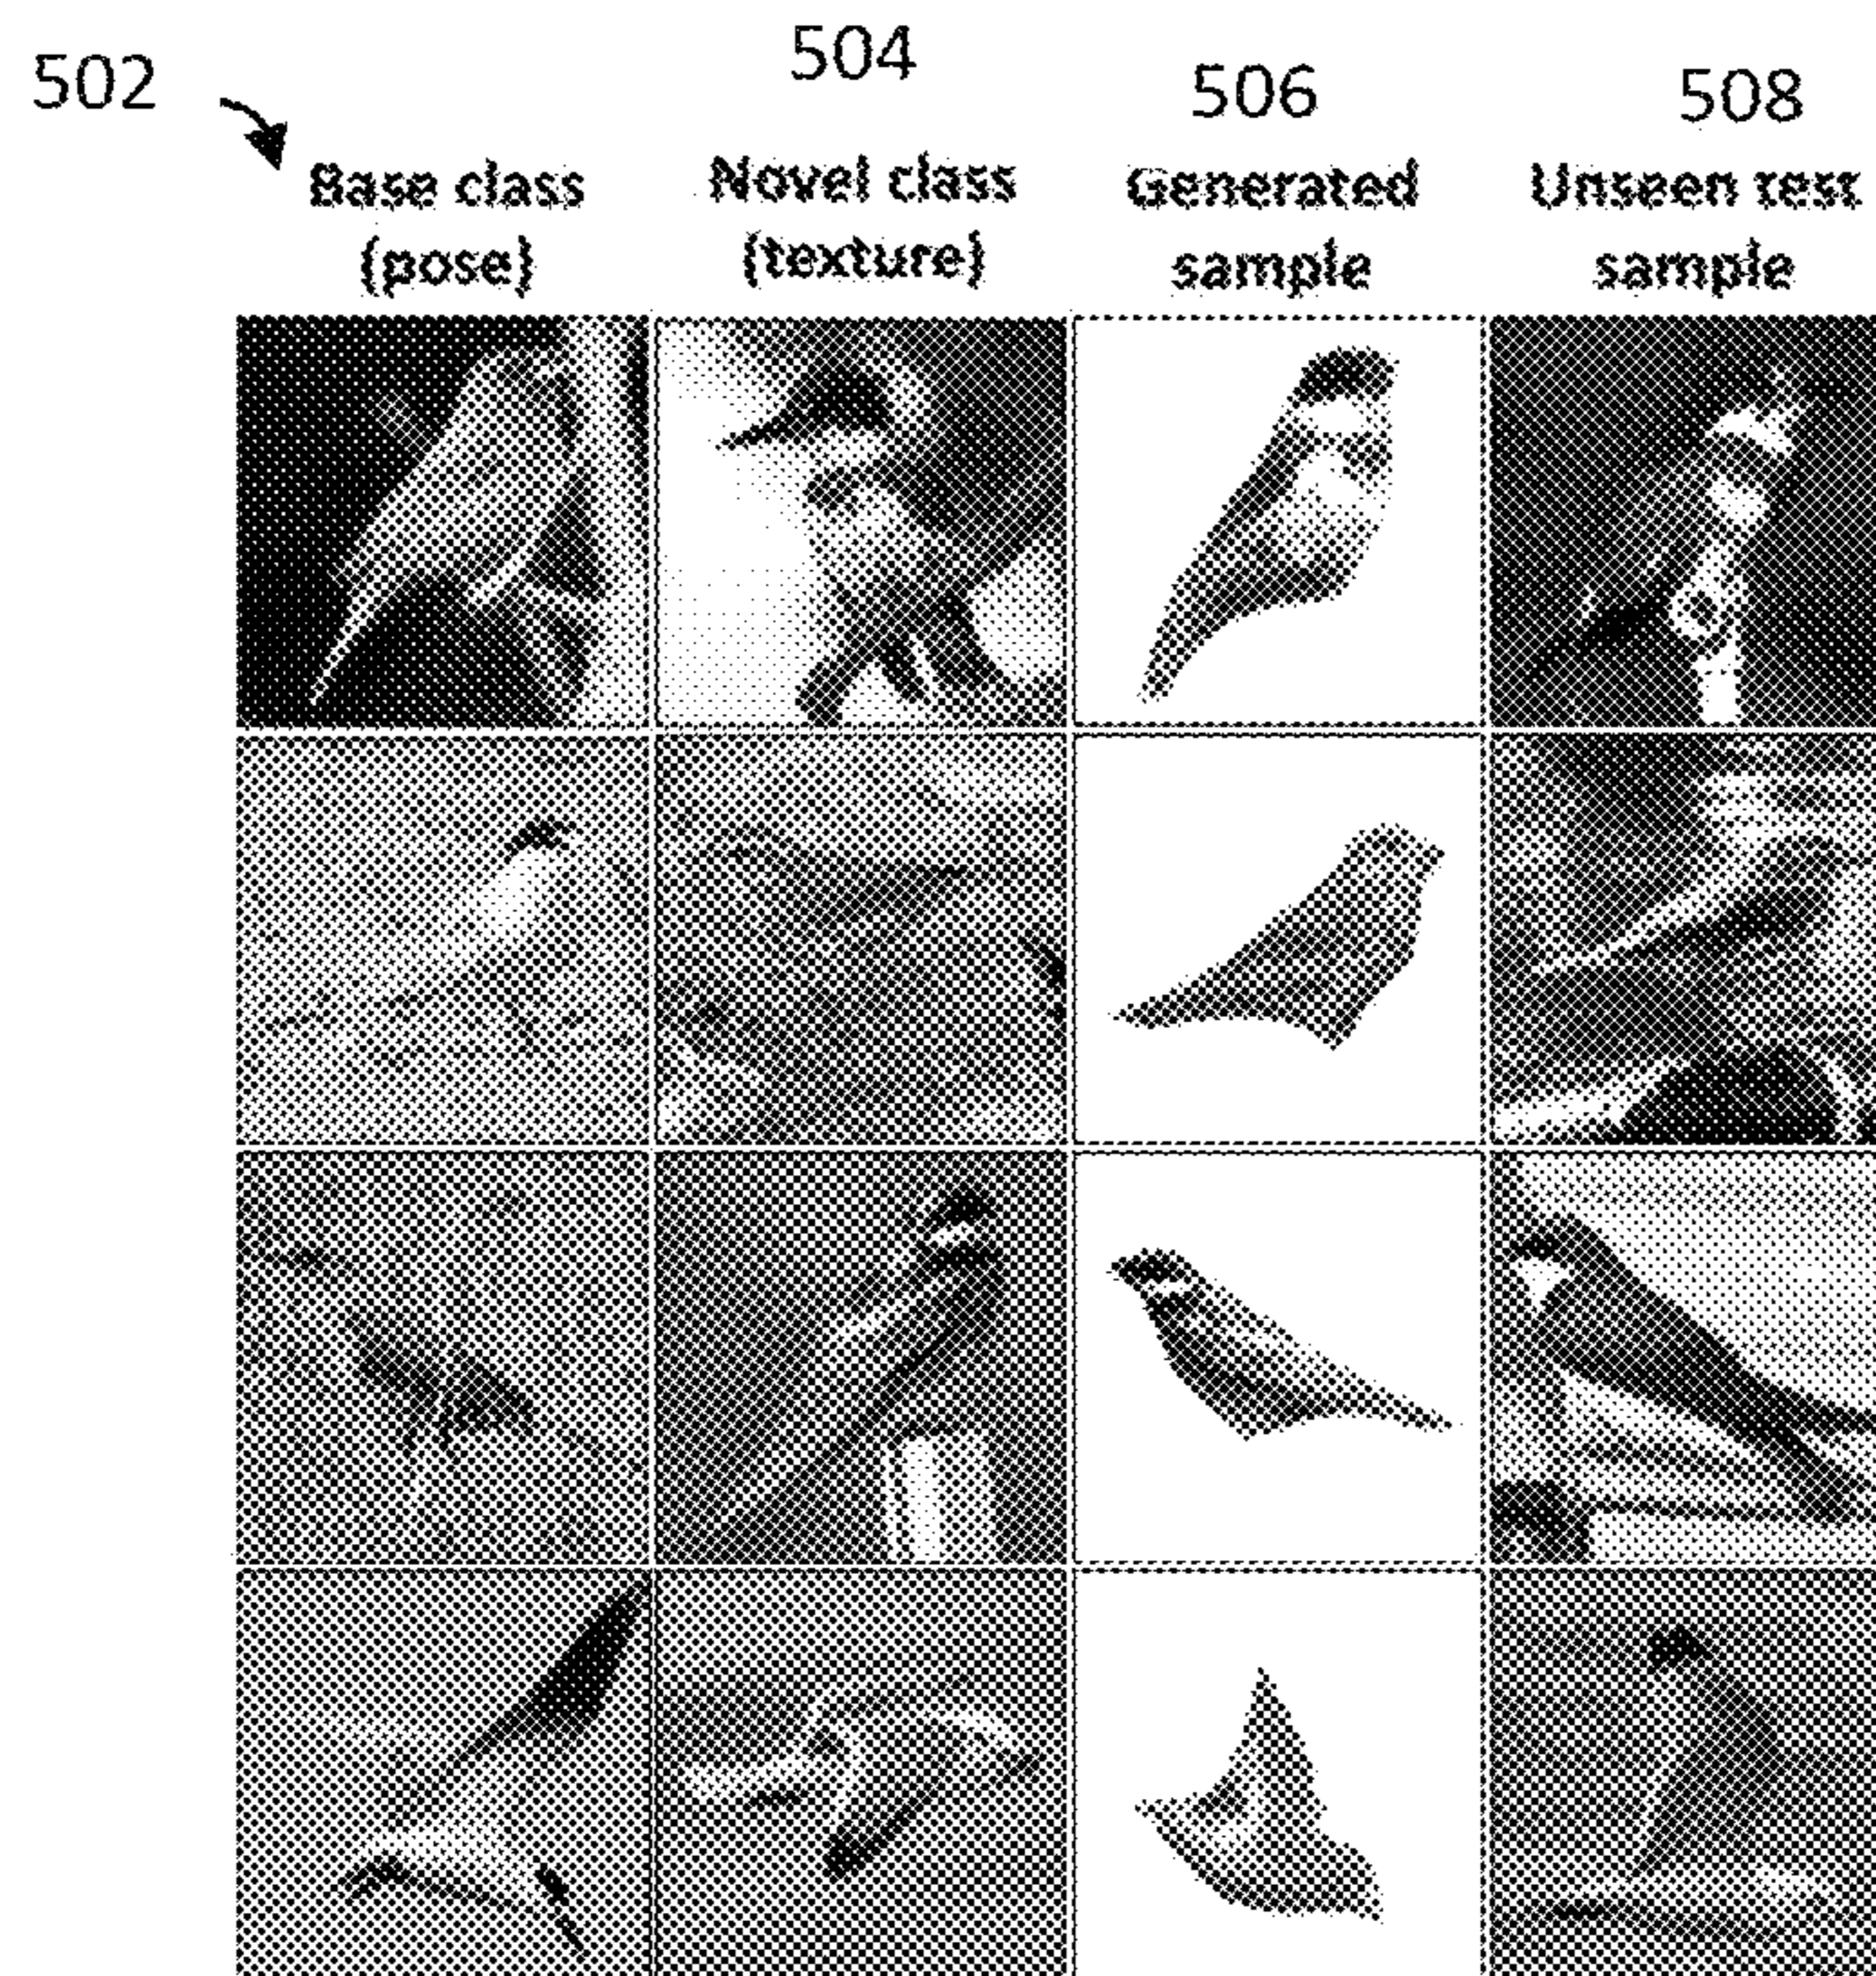 502
504
506
508
Base class
(pose)
Novel class
(texture)
Generated
sample
Unseen test
sample